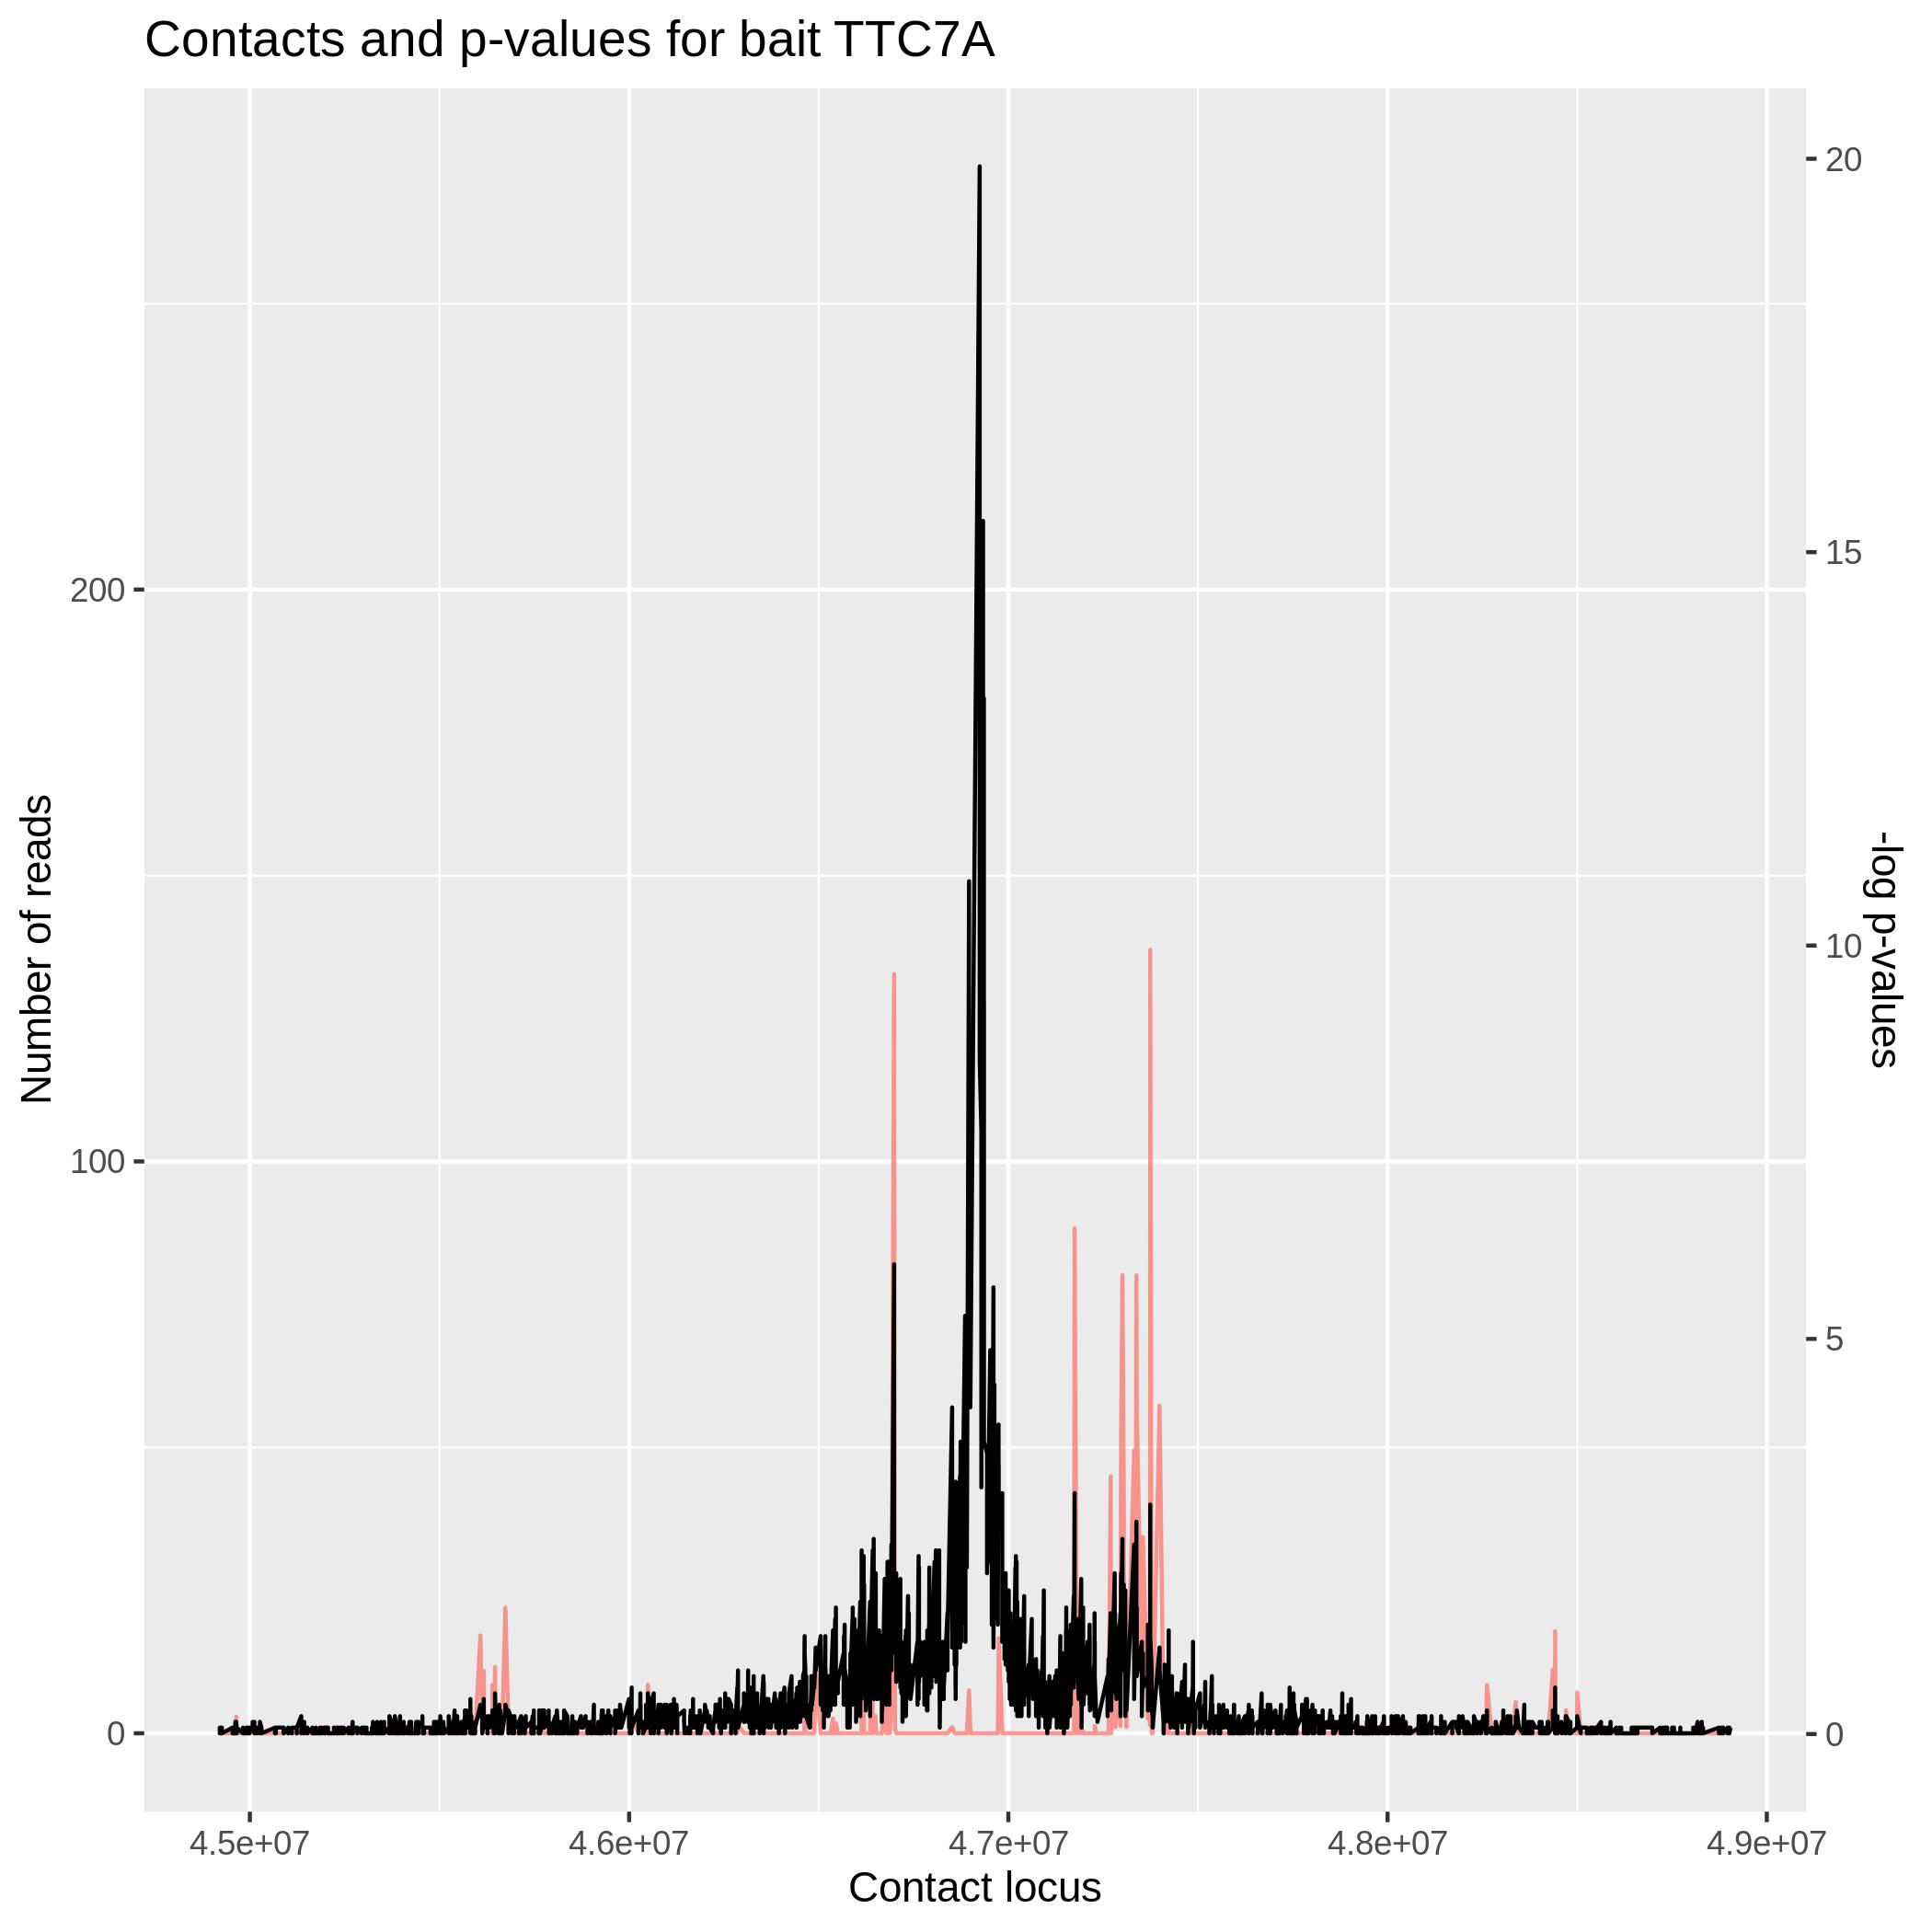 Contacts and p-values for bait TTC7A
20
15
200
Number of reads
-log p-values
10
100
5
0
0
4.5e+07
4.6e+07
4.7e+07
4.8e+07
4.9e+07
Contact locus